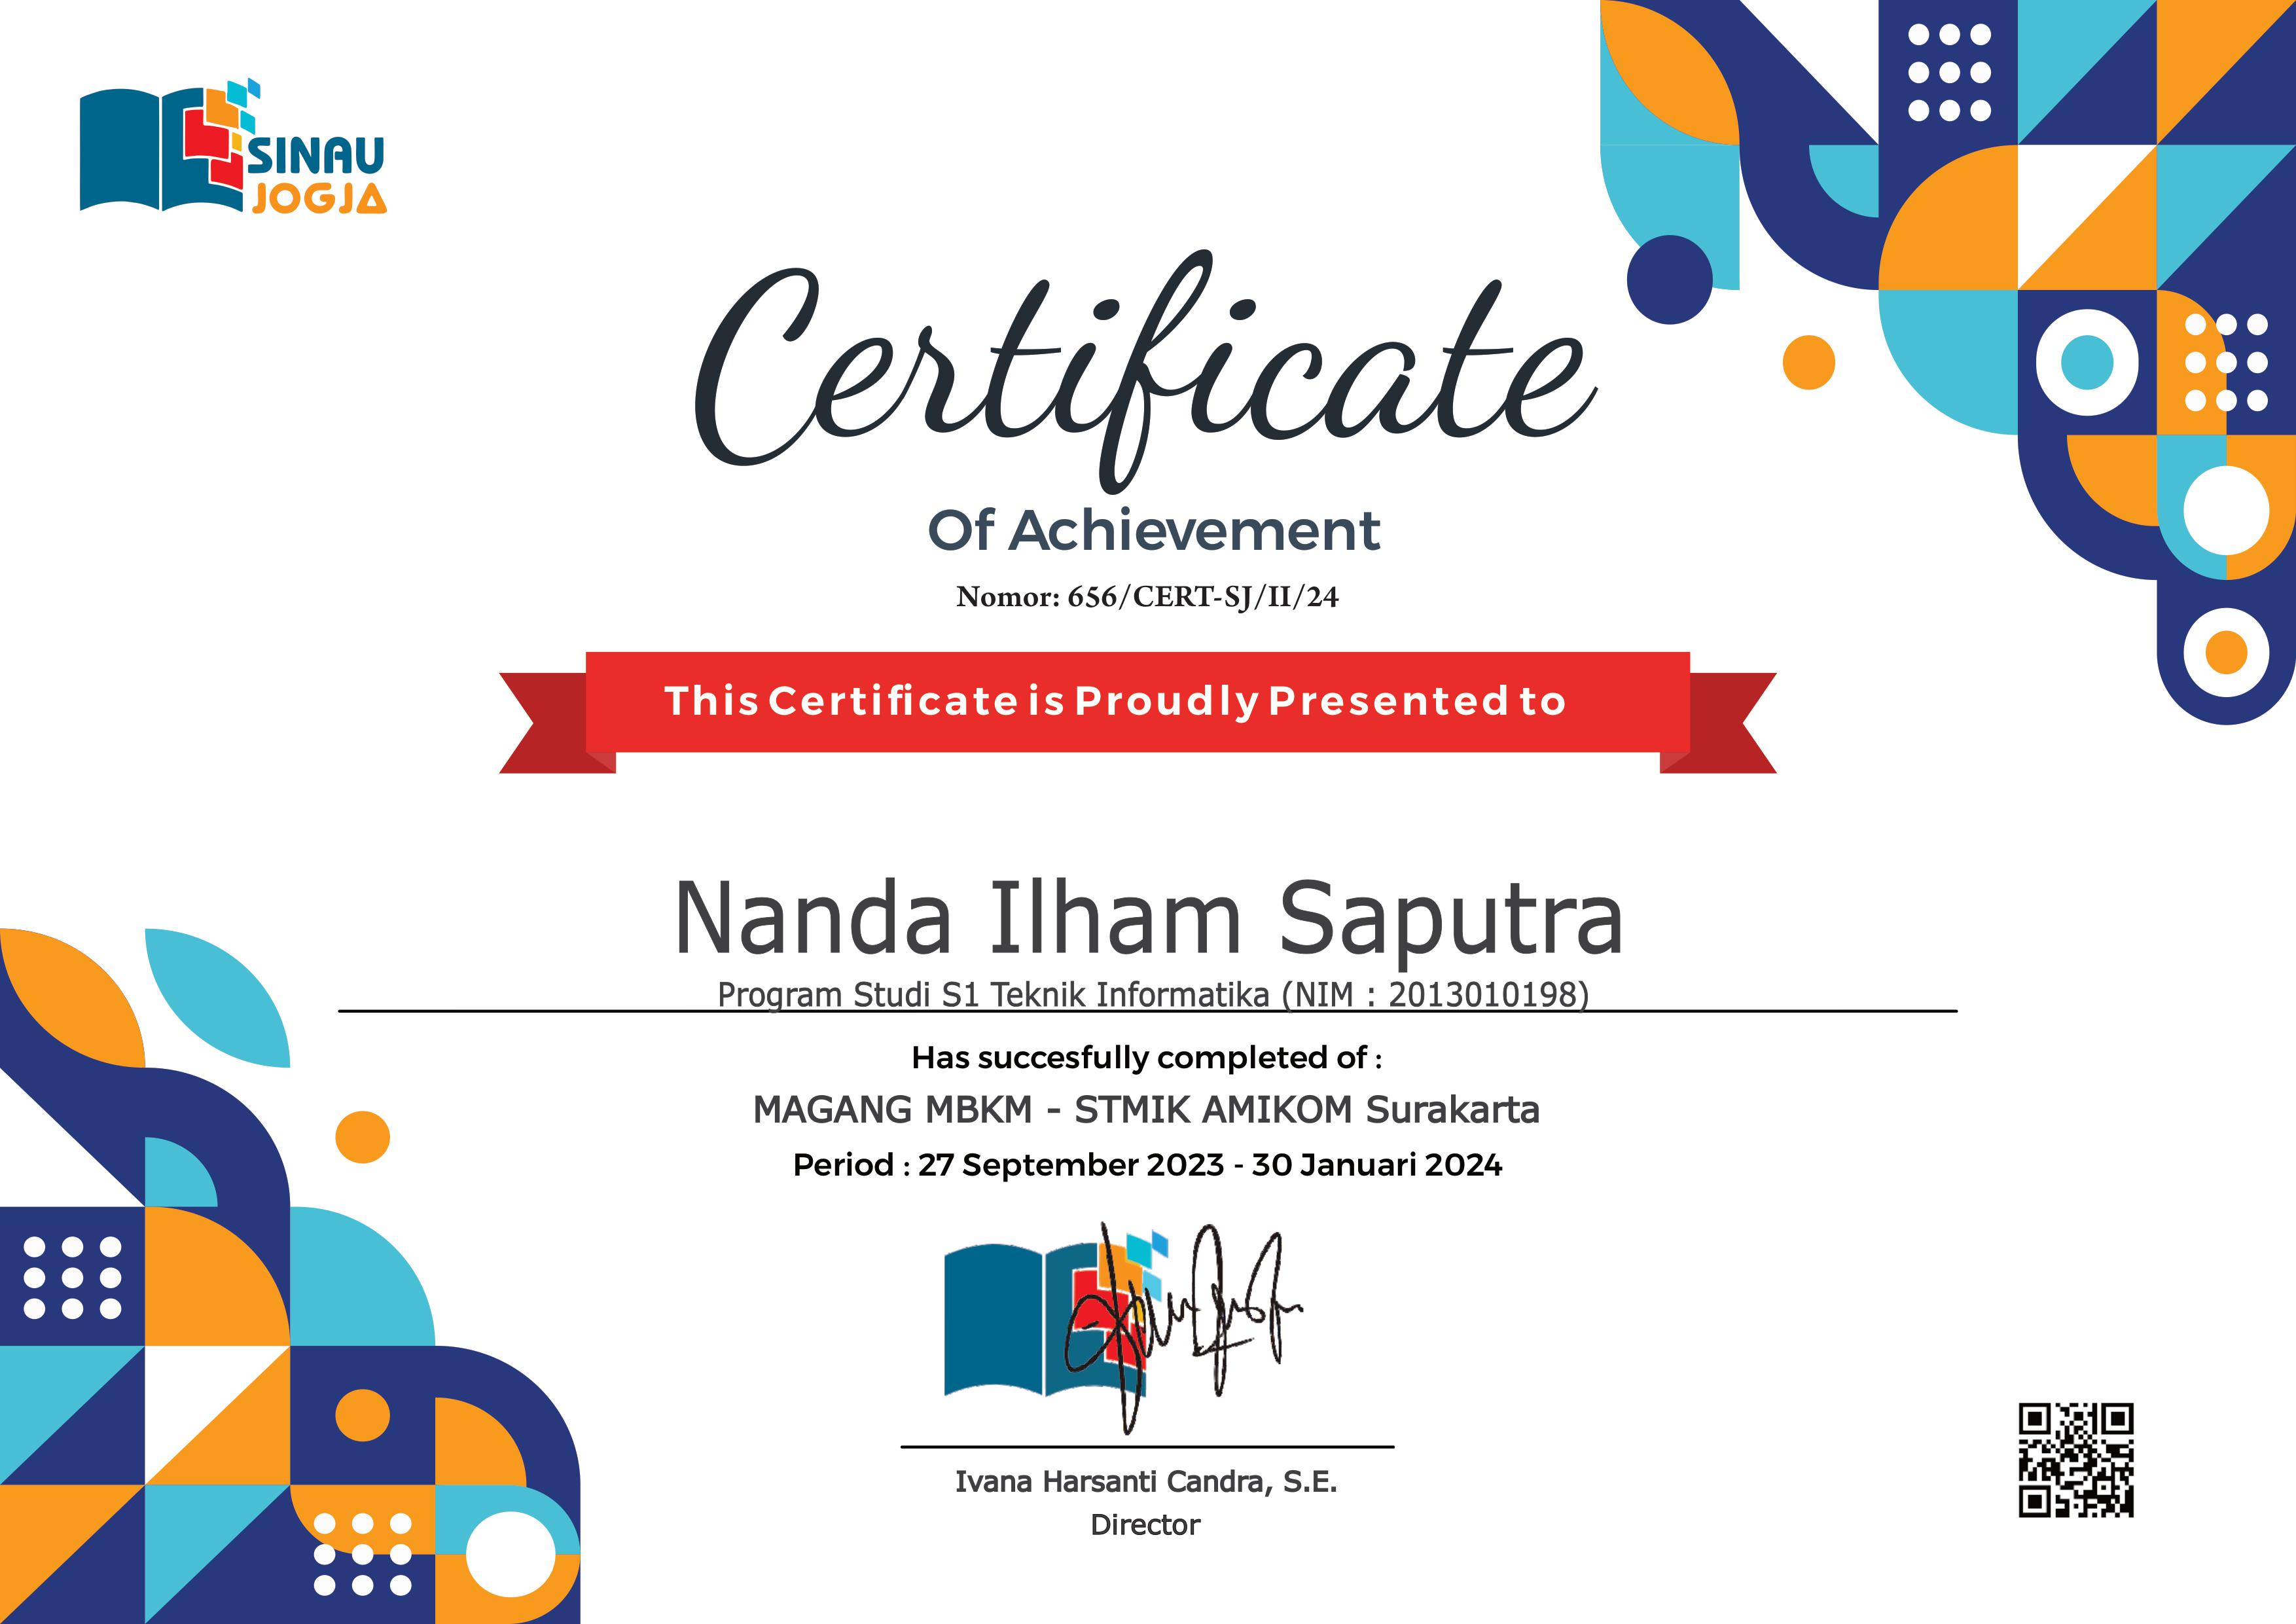 SINAU
JOGJA
Certificate
Of Achievement
Nomor: 656/CERT-SJ/II/24
This Certificate is Proudly Presented to
Nanda Ilham Saputra
Program Studi S1 Teknik Informatika (NIM : 2013010198)
Has succesfully completed of :
MAGANG MBKM - STMIK AMIKOM Surakarta
Period : 27 September 2023 - 30 Januari 2024
Ivana Harsanti Candra, S.E.
Director